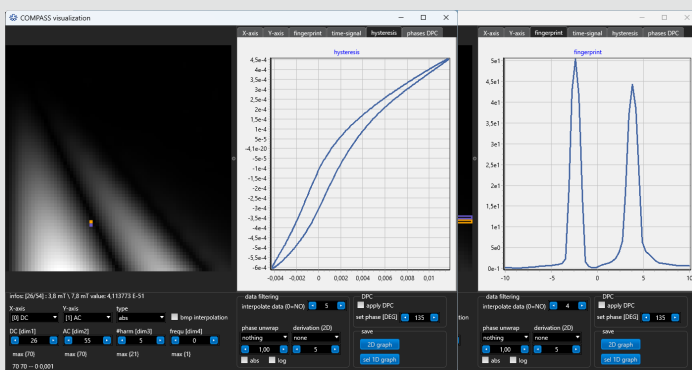 COMPASS visualization
X-axis Y-axis fingerprint time-signal hysteresis phases DPC
hysteresis
4,5e-4
4e-4
3,5e-4
3e-4
2,5e-4
2e-4
1,5e-4
1e-4
5e-5
-4,1e-20
-5e-5
-1e-4
-1,5e-4
-2e-4
-2,5e-4
-3e-4
-3,5e-4
-4e-4
-4,5e-4
-5e-4
-5,5e-4
-6e-4
-0,004 -0,002 0 0,002 0,004 0,006 0,008 0,01
infos: [26/54] : 3,8 mT \ 7,8 mT value: 4,113773 E-51
X-axis Y-axis type
[0] DC [1] AC abs bmp interpolation
DC [dim1] AC [dim2] #harm [dim3] frequ [dim4]
26 55 5 0
max (70) max (70) max (21) max (1)
70 70 -- 0 0,001
data filtering
interpolate data (0=NO) 5
phase unwrap derivation (2D)
nothing none
1,00 5
abs log
DPC
apply DPC
set phase [DEG] 135
save
2D graph
sel 1D graph
X-axis Y-axis fingerprint time-signal hysteresis phases DPC
fingerprint
5e1
4,5e1
4e1
3,5e1
3e1
2,5e1
2e1
1,5e1
1e1
5e0
0e-1
-10 -5 0 5 10
data filtering
interpolate data (0=NO) 4
phase unwrap derivation (2D)
nothing none
1,00 5
abs log
DPC
apply DPC
set phase [DEG] 135
save
2D graph
sel 1D graph